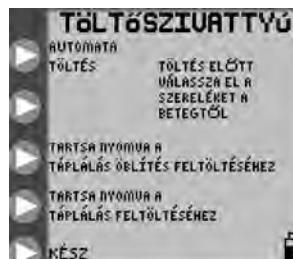 TÖLTŐSZIVATTYÚ
AUTOMATA
TÖLTÉS
TÖLTÉS ELŐTT
VÁLASSZA EL A
SZERELÉKET A
BETEGTŐL
TARTSA NYOMVA A
TÁPLÁLÁS ÖBLÍTÉS FELTÖLTÉSÉHEZ
TARTSA NYOMVA A
TÁPLÁLÁS FELTÖLTÉSÉHEZ
KÉSZ